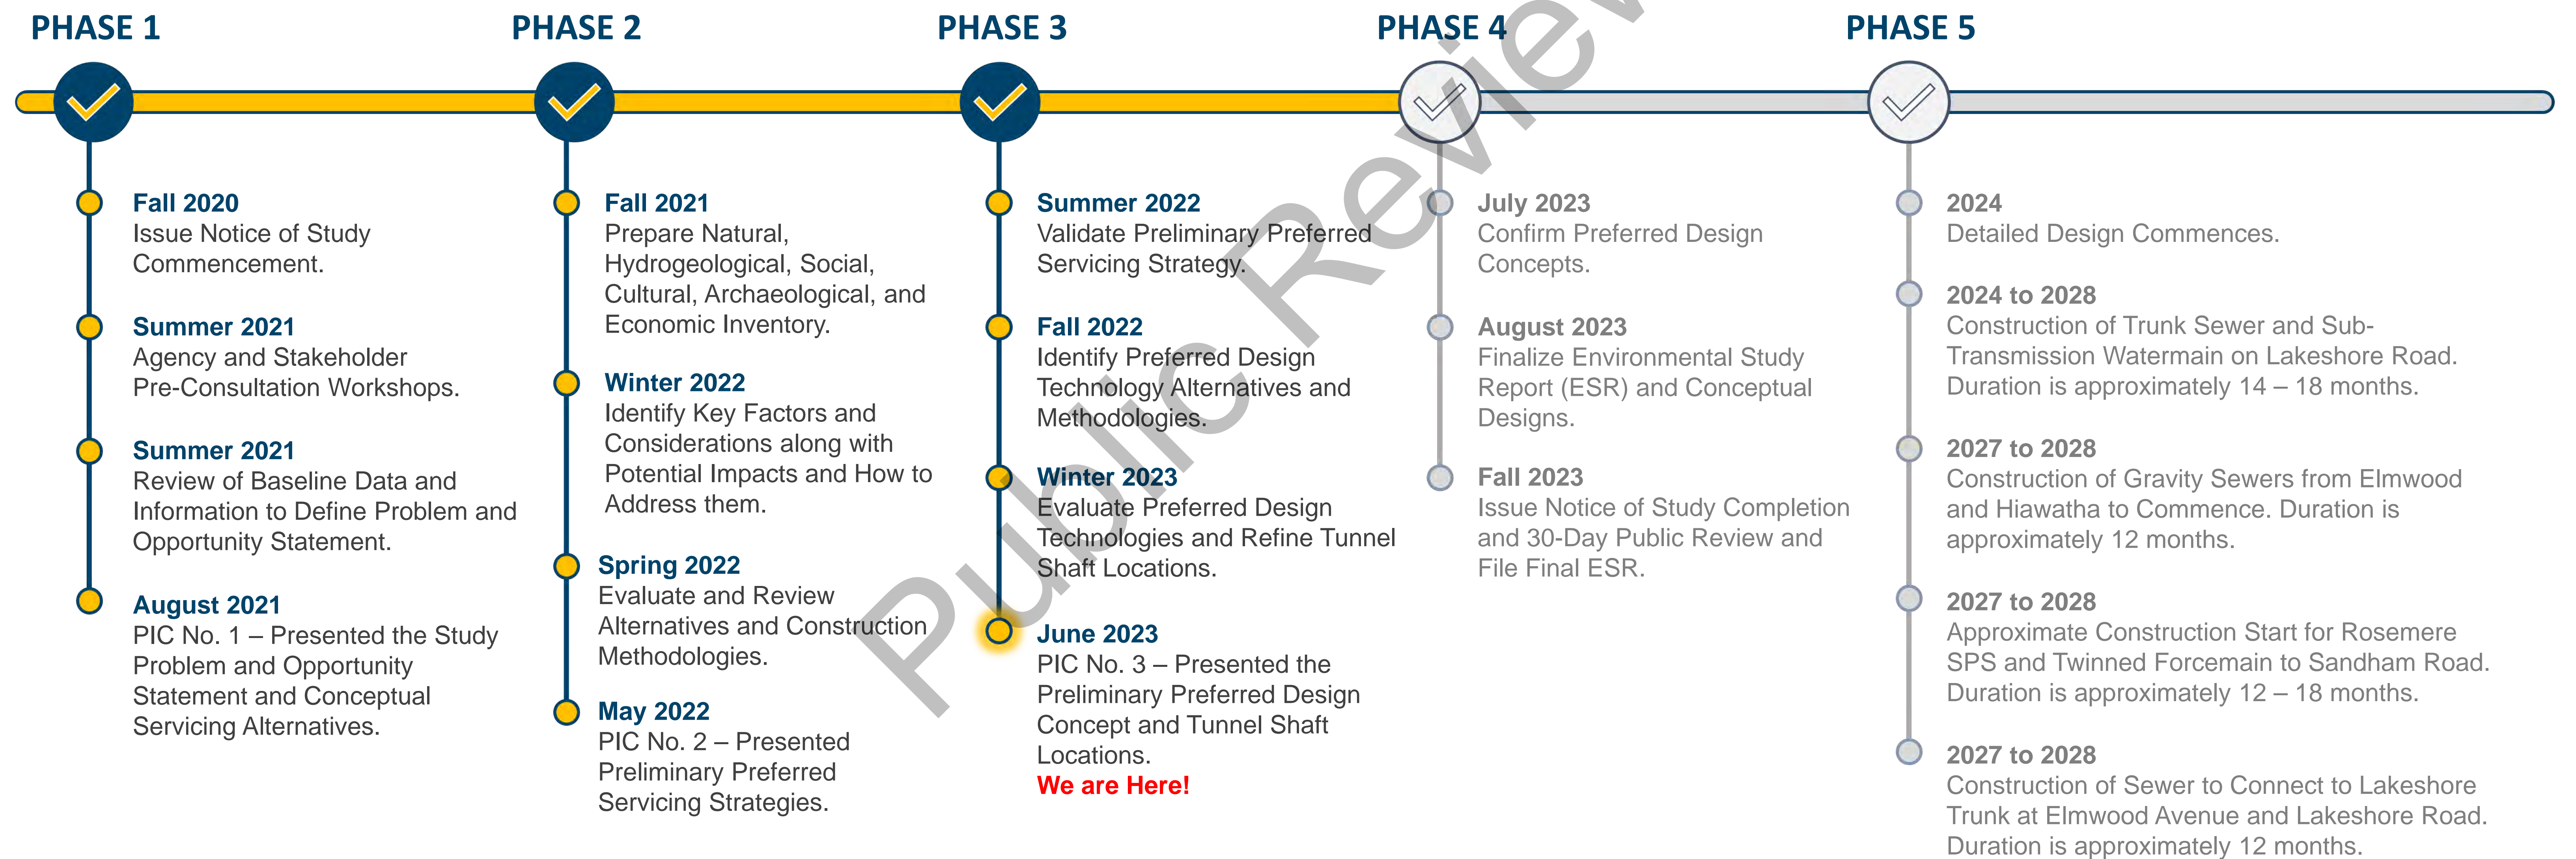 PHASE 1
Fall 2020
Issue Notice of Study
Commencement.
Summer 2021
Agency and Stakeholder
Pre-Consultation Workshops.
Summer 2021
Review of Baseline Data and
Information to Define Problem and
Opportunity Statement.
August 2021
PIC No. 1 – Presented the Study
Problem and Opportunity
Statement and Conceptual
Servicing Alternatives.
PHASE 2
Fall 2021
Prepare Natural,
Hydrogeological, Social,
Cultural, Archaeological, and
Economic Inventory.
Winter 2022
Identify Key Factors and
Considerations along with
Potential Impacts and How to
Address them.
Spring 2022
Evaluate and Review
Alternatives and Construction
Methodologies.
May 2022
PIC No. 2 – Presented
Preliminary Preferred
Servicing Strategies.
PHASE 3
Summer 2022
Validate Preliminary Preferred
Servicing Strategy.
Fall 2022
Identify Preferred Design
Technology Alternatives and
Methodologies.
Winter 2023
Evaluate Preferred Design
Technologies and Refine Tunnel
Shaft Locations.
June 2023
PIC No. 3 – Presented the
Preliminary Preferred Design
Concept and Tunnel Shaft
Locations.
We are Here!
PHASE 4
July 2023
Confirm Preferred Design
Concepts.
August 2023
Finalize Environmental Study
Report (ESR) and Conceptual
Designs.
Fall 2023
Issue Notice of Study Completion
and 30-Day Public Review and
File Final ESR.
PHASE 5
2024
Detailed Design Commences.
2024 to 2028
Construction of Trunk Sewer and Sub-
Transmission Watermain on Lakeshore Road.
Duration is approximately 14 – 18 months.
2027 to 2028
Construction of Gravity Sewers from Elmwood
and Hiawatha to Commence. Duration is
approximately 12 months.
2027 to 2028
Approximate Construction Start for Rosemere
SPS and Twinned Forcemain to Sandham Road.
Duration is approximately 12 – 18 months.
2027 to 2028
Construction of Sewer to Connect to Lakeshore
Trunk at Elmwood Avenue and Lakeshore Road.
Duration is approximately 12 months.
Public Review